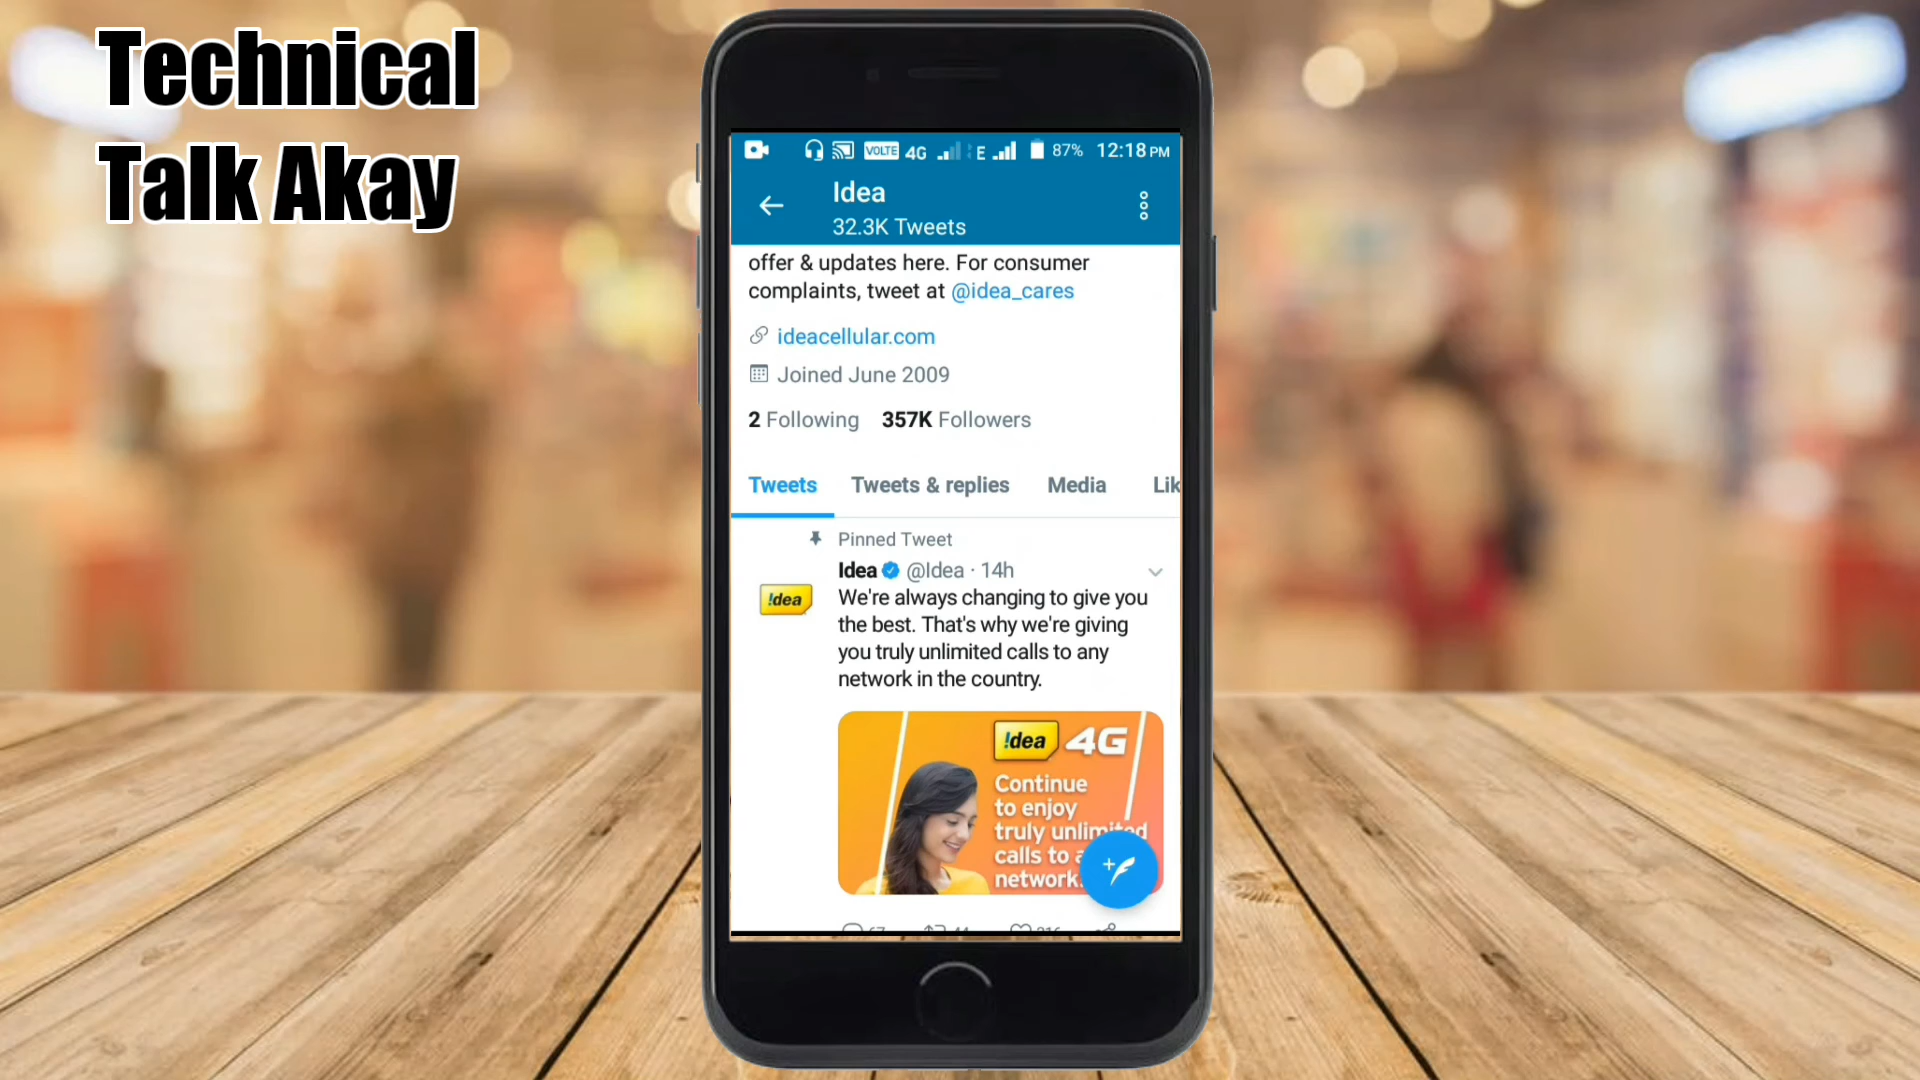 Technical
Talk Akay
VOLTE 4G E 87% 12:18 PM
Idea
32.3K Tweets
offer & updates here. For consumer
complaints, tweet at @idea_cares
ideacellular.com
Joined June 2009
2 Following 357K Followers
Tweets Tweets & replies Media Lik
Pinned Tweet
Idea @Idea · 14h
!dea
We're always changing to give you
the best. That's why we're giving
you truly unlimited calls to any
network in the country.
!dea 4G
Continue
to enjoy
truly unlimited
calls to a
network.